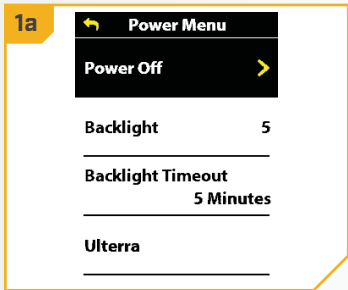 1a
Power Menu
Power Off
Backlight 5
Backlight Timeout
5 Minutes
Ulterra